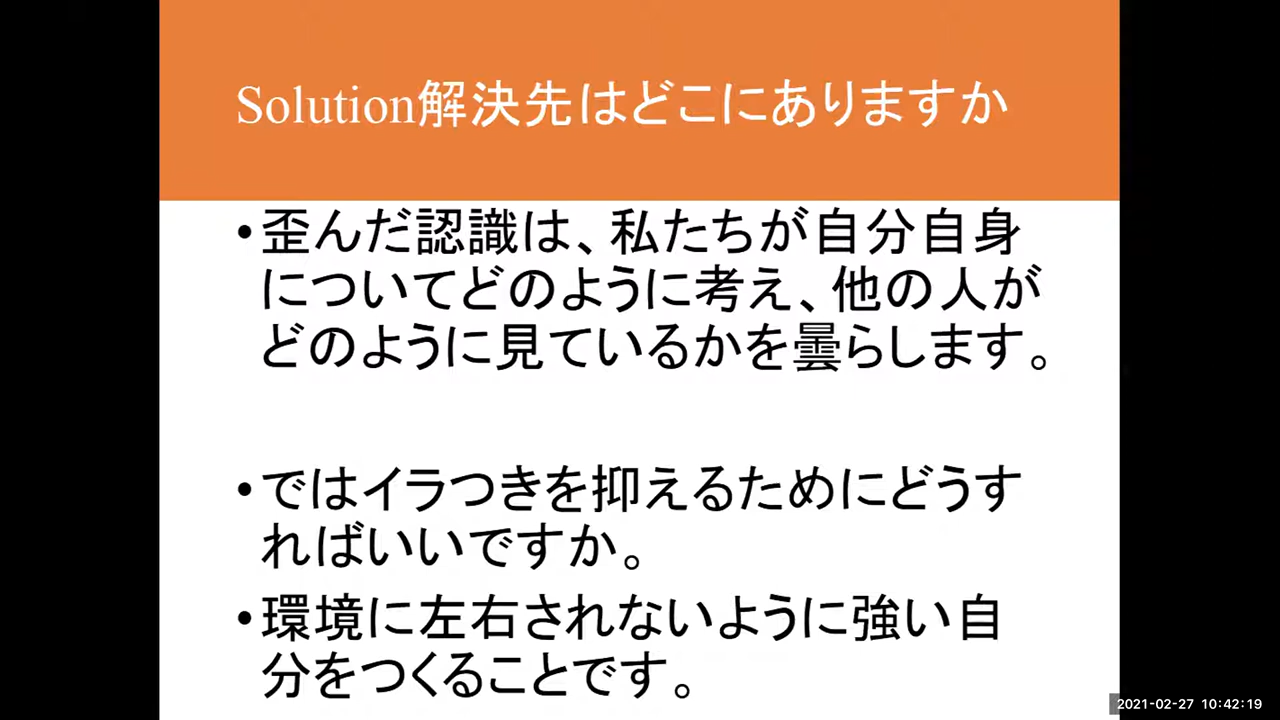 Solution解決先はどこにありますか
•歪んだ認識は、私たちが自分自身
についてどのように考え、他の人が
どのように見ているかを曇らします。
•ではイラつきを抑えるためにどうす
ればいいですか。
•環境に左右されないように強い自
分をつくることです。
2021-02-27 10:42:19